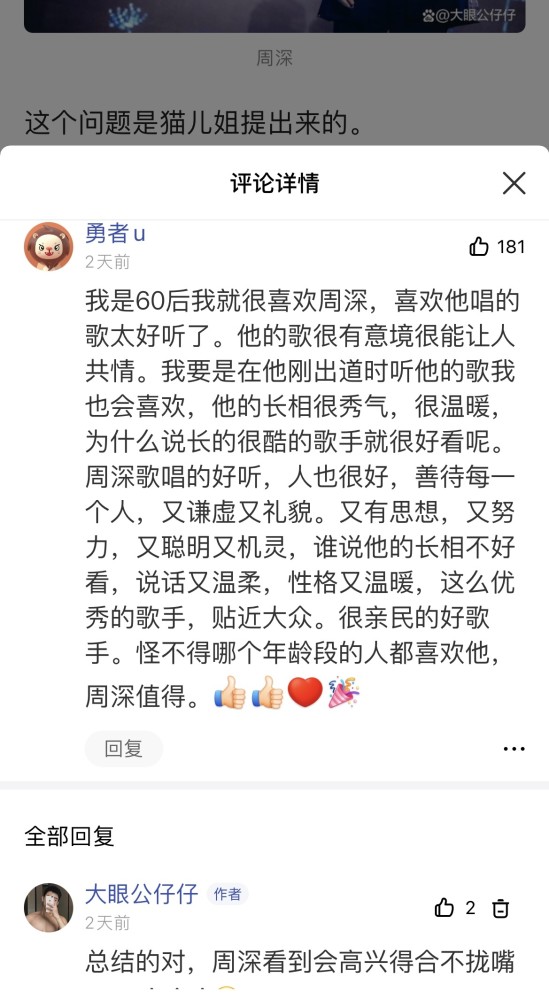 @大眼公仔仔
周深
这个问题是猫儿姐提出来的。
评论详情
勇者u
181
2天前
我是60后我就很喜欢周深，喜欢他唱的
歌太好听了。他的歌很有意境很能让人
共情。我要是在他刚出道时听他的歌我
也会喜欢，他的长相很秀气，很温暖，
为什么说长的很酷的歌手就很好看呢。
周深歌唱的好听，人也很好，善待每一
个人，又谦虚又礼貌。又有思想，又努
力，又聪明又机灵，谁说他的长相不好
看，说话又温柔，性格又温暖，这么优
秀的歌手，贴近大众。很亲民的好歌
手。怪不得哪个年龄段的人都喜欢他，
周深值得。👍🏻👍🏻❤️🎉
回复
全部回复
大眼公仔仔 作者
2
2天前
总结的对，周深看到会高兴得合不拢嘴